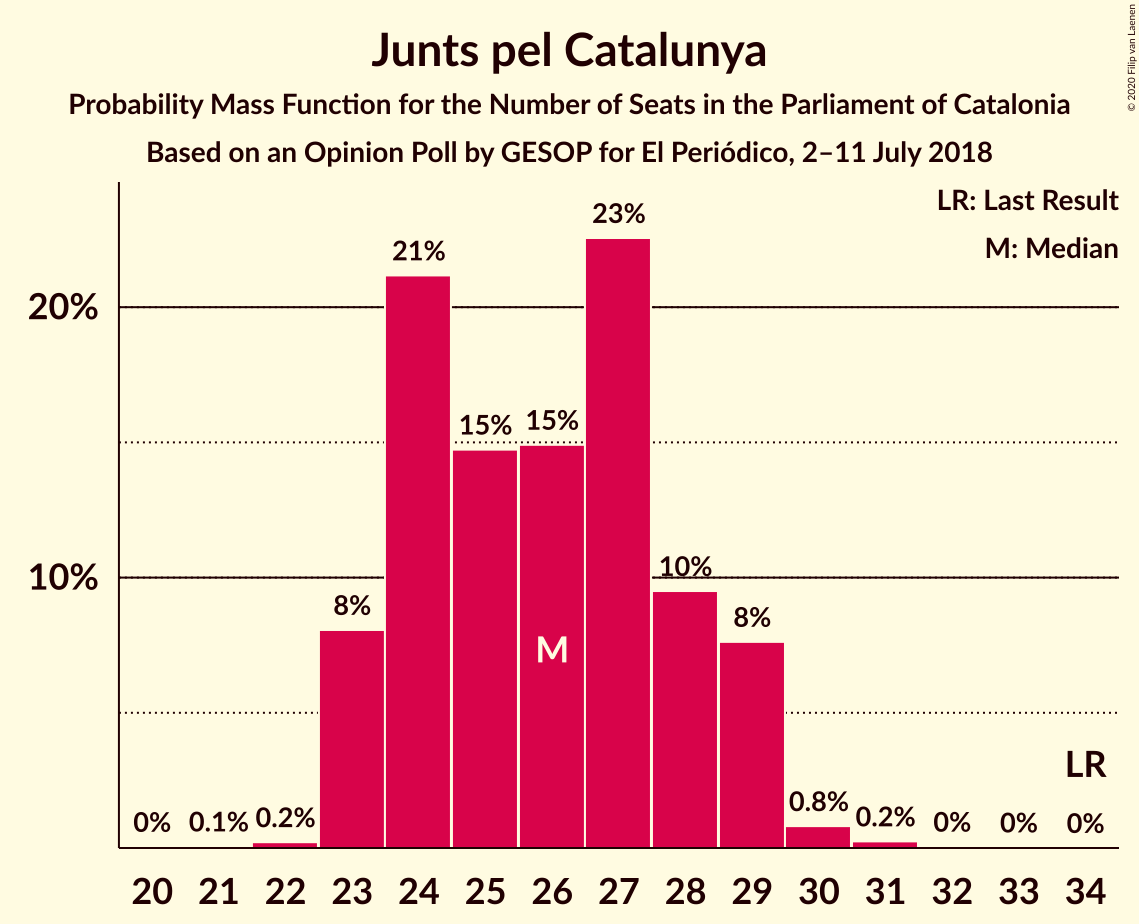 Junts pel Catalunya
Probability Mass Function for the Number of Seats in the Parliament of Catalonia
Based on an Opinion Poll by GESOP for El Periódico, 2–11 July 2018
© 2020 Filip van Laenen
LR: Last Result
M: Median
20%
10%
0%
0.1%
0.2%
8%
21%
15%
15%
23%
10%
8%
0.8%
0.2%
0%
0%
0%
M
LR
20 21 22 23 24 25 26 27 28 29 30 31 32 33 34